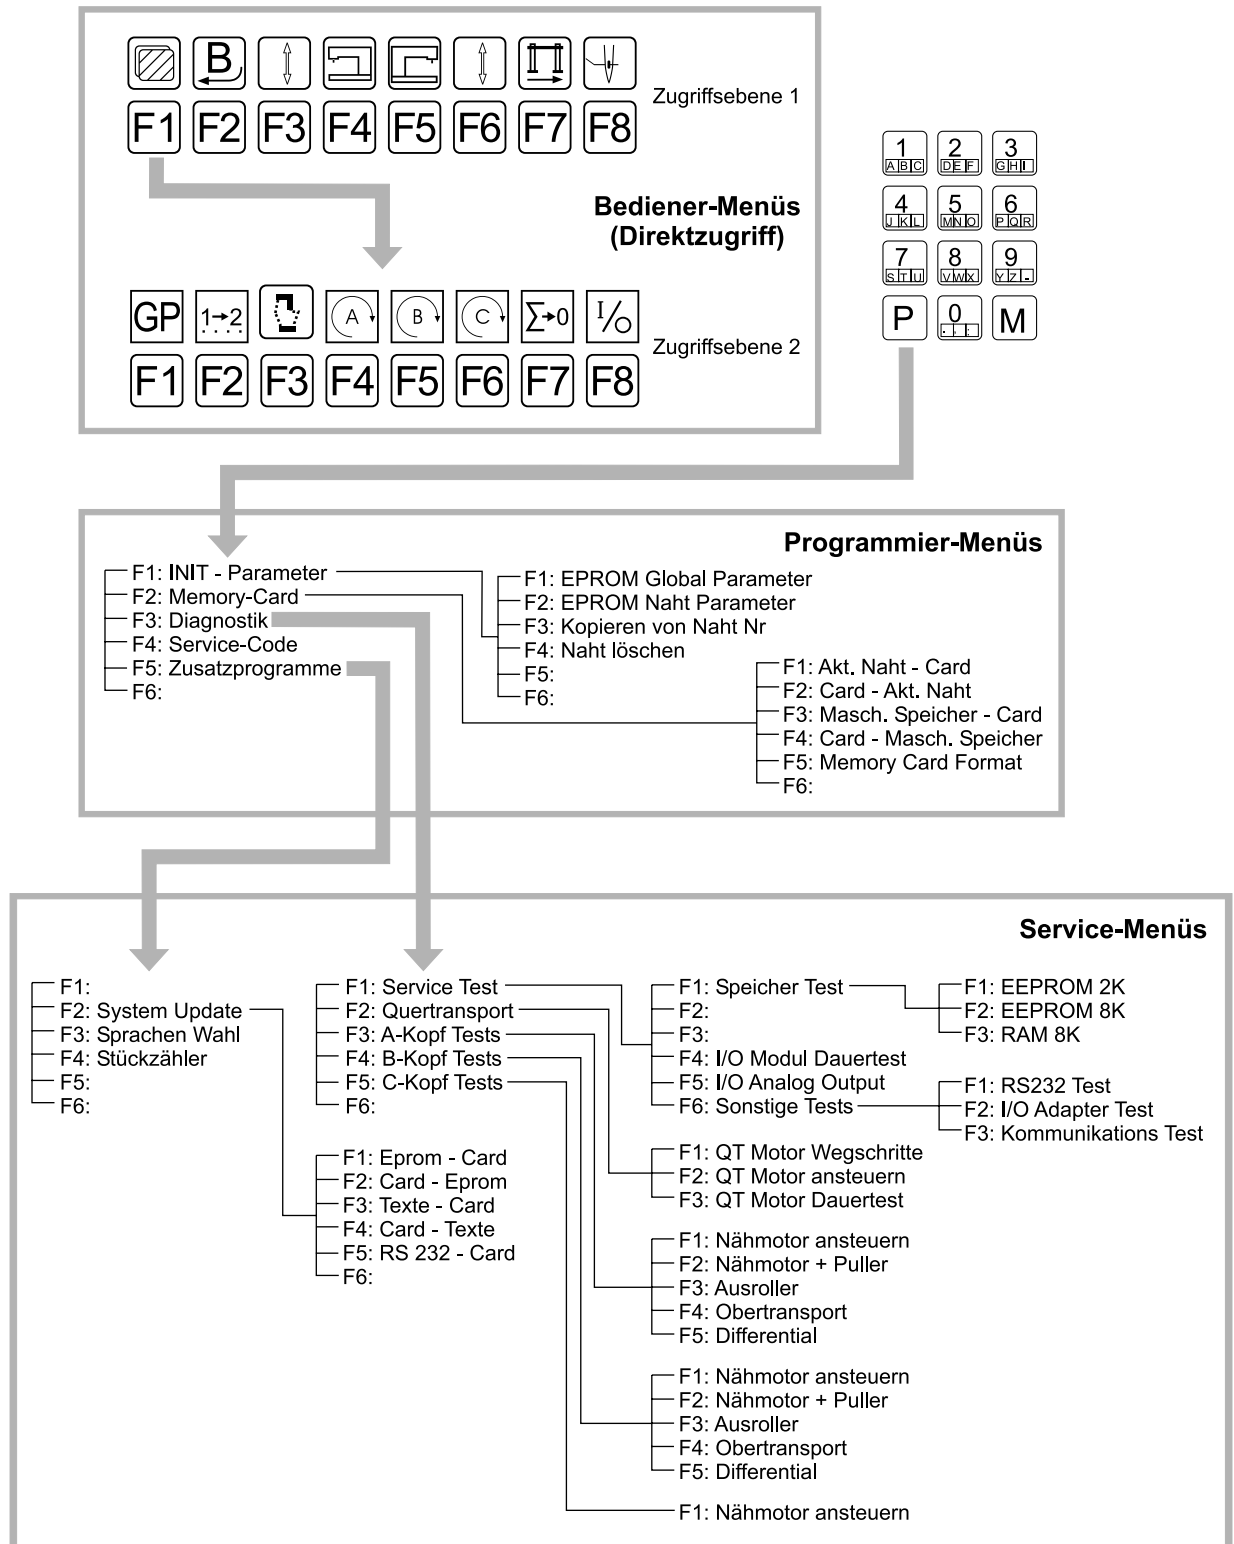 B
Zugriffsebene 1
F1 F2 F3 F4 F5 F6 F7 F8
Bediener-Menüs
(Direktzugriff)
GP 1→2 .... A B C Σ→0 I/O
Zugriffsebene 2
F1 F2 F3 F4 F5 F6 F7 F8
1 2 3
A B C D E F G H I
4 5 6
J K L M N O P Q R
7 8 9
S T U V W X Y Z -
P 0 M
. , :
Programmier-Menüs
F1: INIT - Parameter
F2: Memory-Card
F3: Diagnostik
F4: Service-Code
F5: Zusatzprogramme
F6:
F1: EPROM Global Parameter
F2: EPROM Naht Parameter
F3: Kopieren von Naht Nr
F4: Naht löschen
F5:
F6:
F1: Akt. Naht - Card
F2: Card - Akt. Naht
F3: Masch. Speicher - Card
F4: Card - Masch. Speicher
F5: Memory Card Format
F6:
Service-Menüs
F1:
F2: System Update
F3: Sprachen Wahl
F4: Stückzähler
F5:
F6:
F1: Service Test
F2: Quertransport
F3: A-Kopf Tests
F4: B-Kopf Tests
F5: C-Kopf Tests
F6:
F1: Speicher Test
F2:
F3:
F4: I/O Modul Dauertest
F5: I/O Analog Output
F6: Sonstige Tests
F1: EEPROM 2K
F2: EEPROM 8K
F3: RAM 8K
F1: RS232 Test
F2: I/O Adapter Test
F3: Kommunikations Test
F1: Eprom - Card
F2: Card - Eprom
F3: Texte - Card
F4: Card - Texte
F5: RS 232 - Card
F6:
F1: QT Motor Wegschritte
F2: QT Motor ansteuern
F3: QT Motor Dauertest
F1: Nähmotor ansteuern
F2: Nähmotor + Puller
F3: Ausroller
F4: Obertransport
F5: Differential
F1: Nähmotor ansteuern
F2: Nähmotor + Puller
F3: Ausroller
F4: Obertransport
F5: Differential
F1: Nähmotor ansteuern